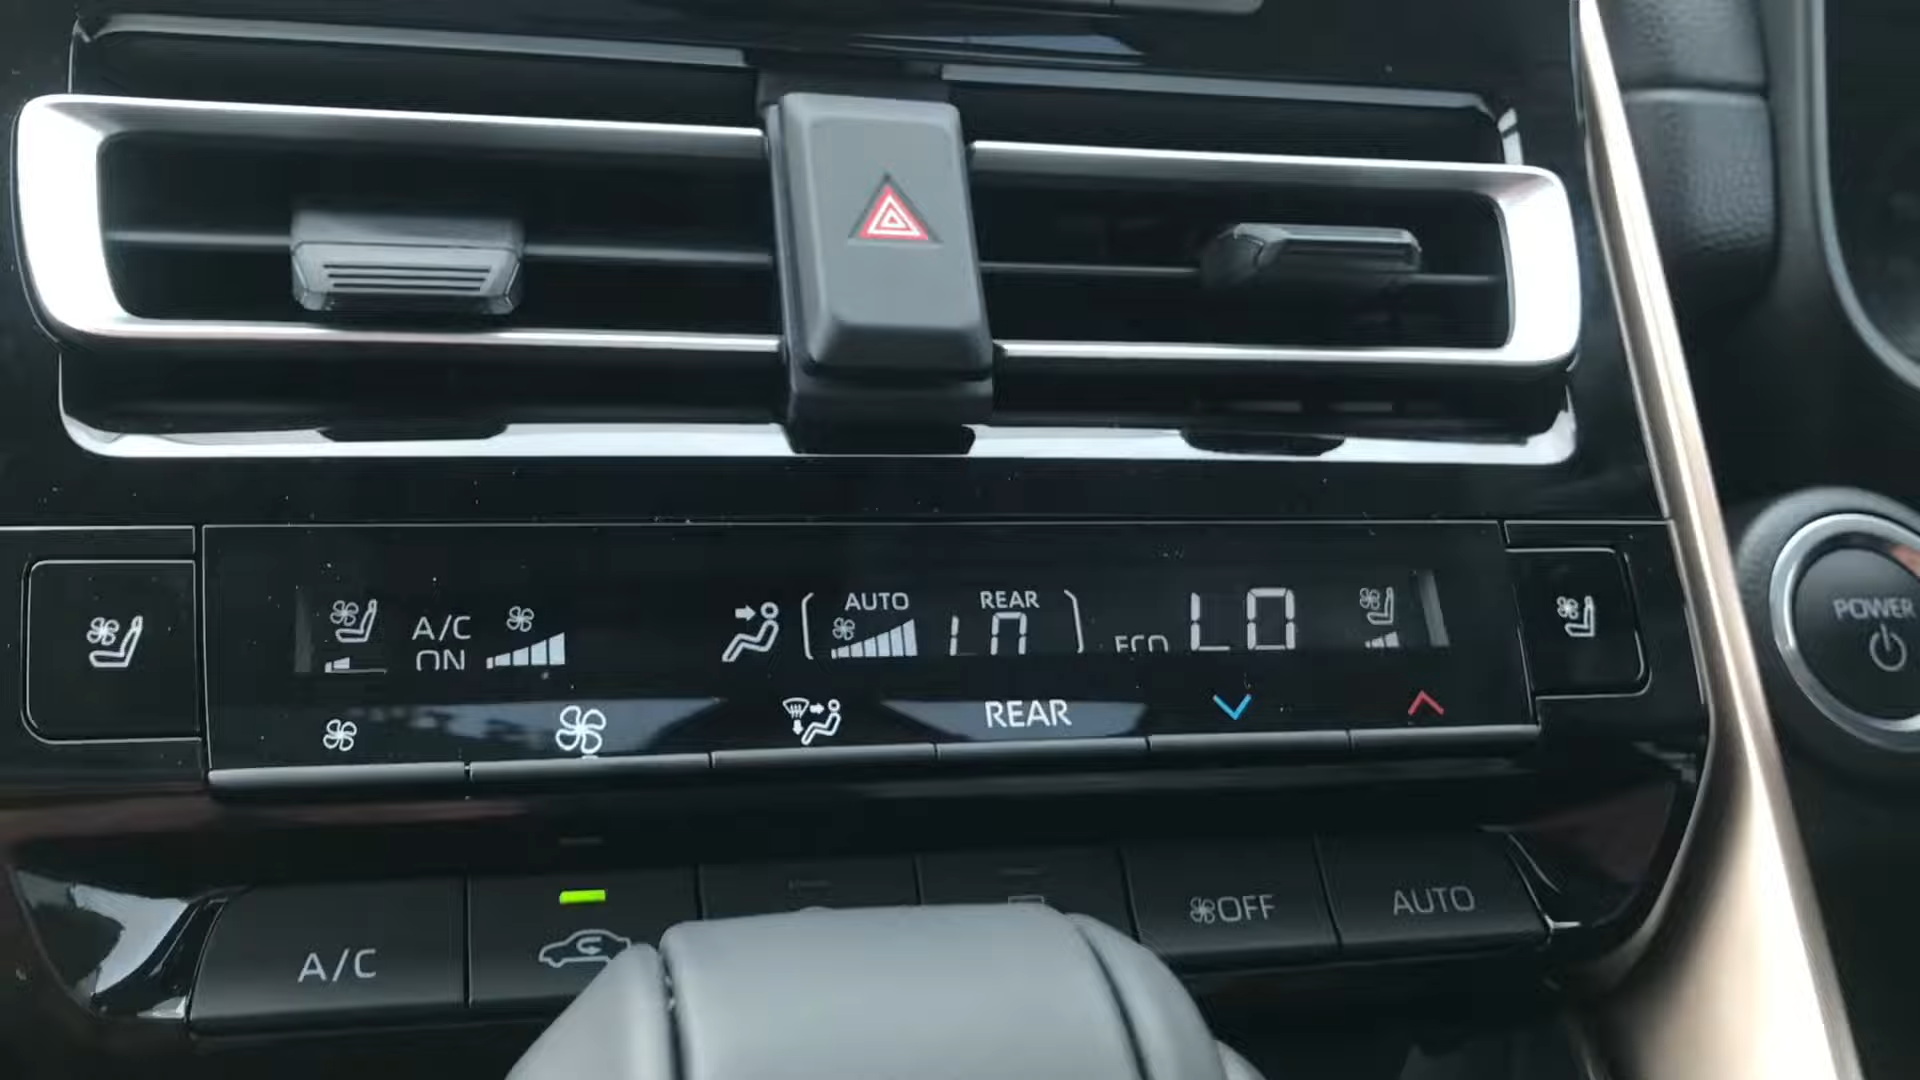 AUTO REAR
A/C
ON
LO
REAR
POWER
A/C
OFF
AUTO